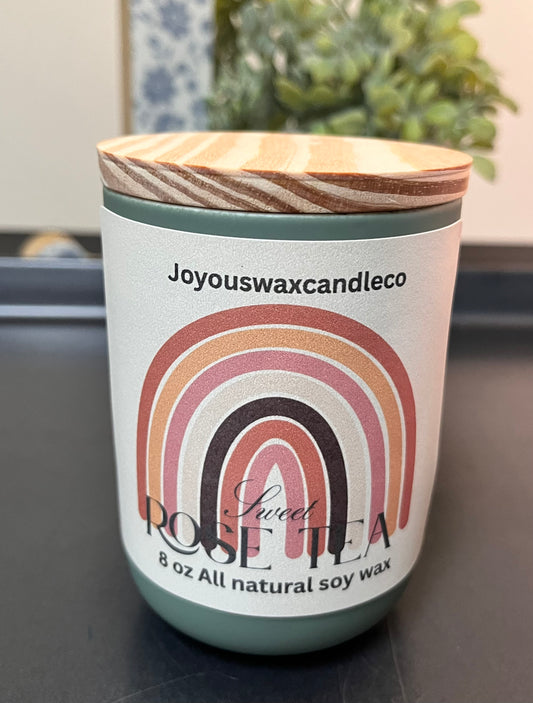 Joyouswaxcandleco
Sweet
ROSE TEA
8 oz All natural soy wax